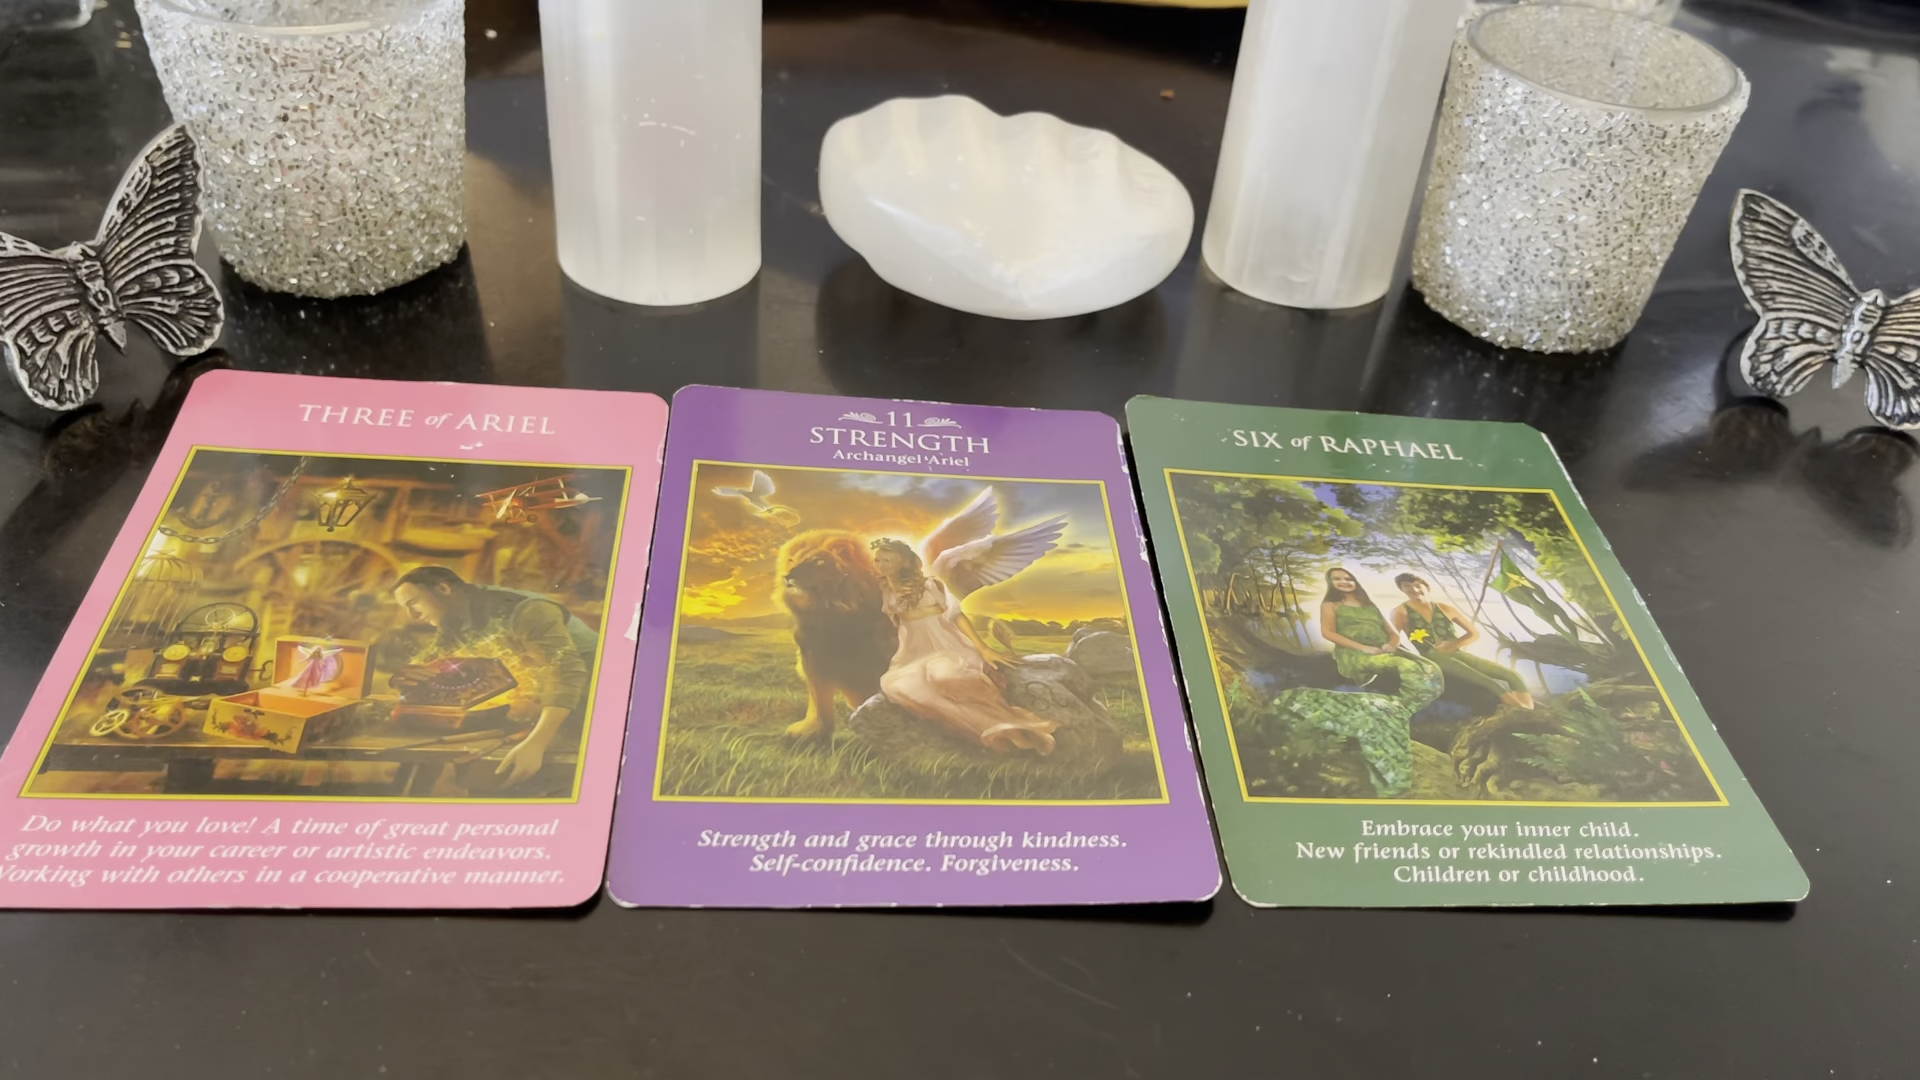 THREE of ARIEL
Do what you love! A time of great personal
growth in your career or artistic endeavors.
Working with others in a cooperative manner.
11
STRENGTH
Archangel Ariel
Strength and grace through kindness.
Self-confidence. Forgiveness.
SIX of RAPHAEL
Embrace your inner child.
New friends or rekindled relationships.
Children or childhood.